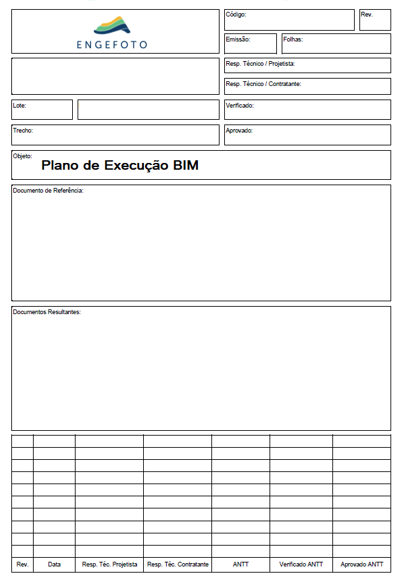 ENGEFOTO
Código:
Rev.
Emissão:
Folhas:
Resp. Técnico / Projetista:
Resp. Técnico / Contratante:
Lote:
Verificado:
Trecho:
Aprovado:
Objeto:
Plano de Execução BIM
Documento de Referência:
Documentos Resultantes:
Rev. Data Resp. Téc. Projetista Resp. Téc. Contratante ANTT Verificado ANTT Aprovado ANTT